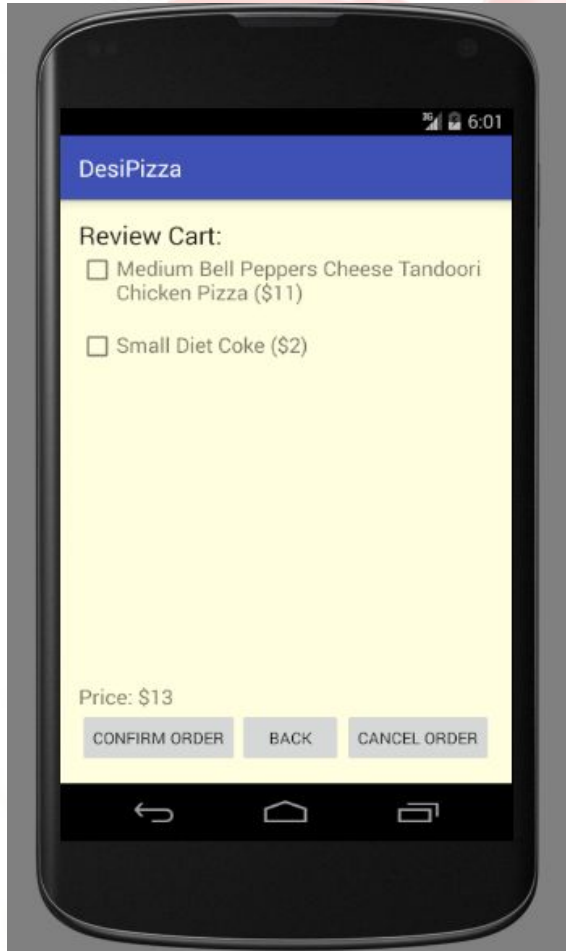 3G 6:01
DesiPizza
Review Cart:
Medium Bell Peppers Cheese Tandoori
Chicken Pizza ($11)
Small Diet Coke ($2)
Price: $13
CONFIRM ORDER BACK CANCEL ORDER